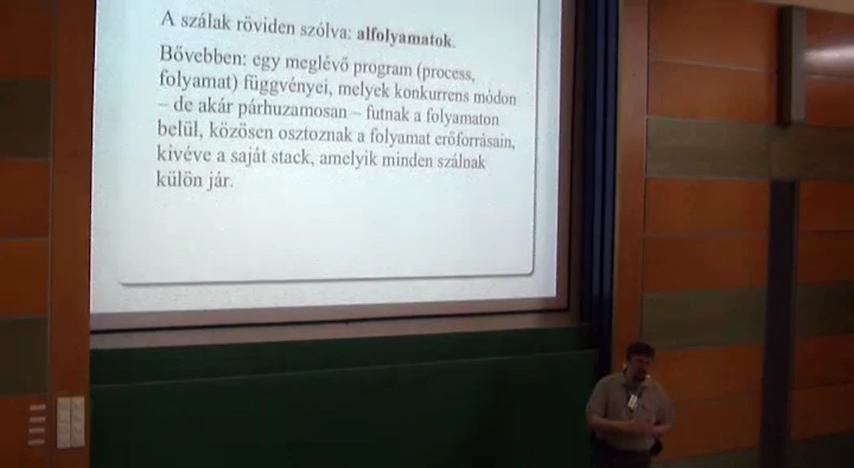 A szálak röviden szólva: alfolyamatok.
Bővebben: egy meglévő program (process,
folyamat) függvényei, melyek konkurrens módon
– de akár párhuzamosan – futnak a folyamaton
belül, közösen osztoznak a folyamat erőforrásain,
kivéve a saját stack, amelyik minden szálnak
külön jár.